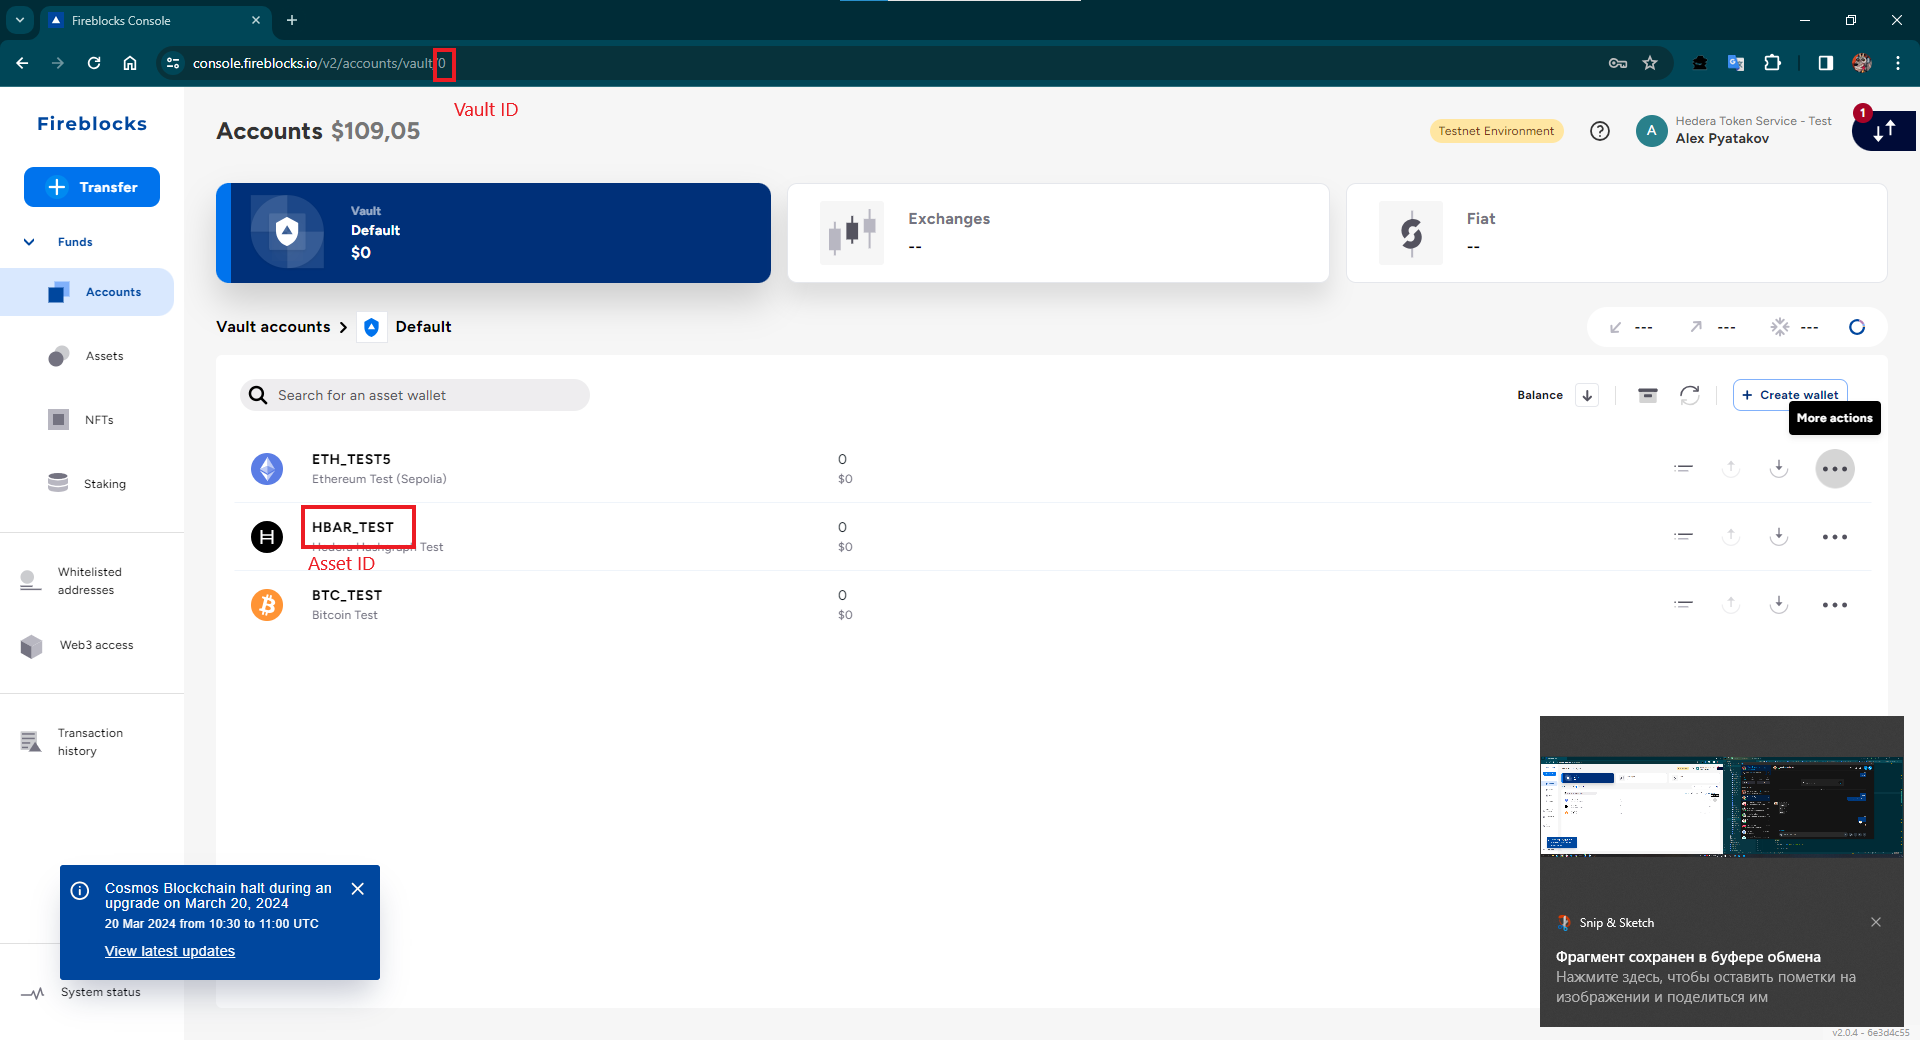 Fireblocks Console
console.fireblocks.io/v2/accounts/vault/0
Vault ID
Fireblocks
Transfer
Funds
Accounts
Assets
NFTs
Staking
Whitelisted
addresses
Web3 access
Transaction
history
System status
Accounts $109,05
Testnet Environment
A
Hedera Token Service - Test
Alex Pyatakov
1
Vault
Default
$0
Exchanges
--
Fiat
--
Vault accounts
Default
---
---
---
Search for an asset wallet
Balance
Create wallet
More actions
ETH_TEST5
Ethereum Test (Sepolia)
0
$0
HBAR_TEST
Hedera Hashgraph Test
0
$0
Asset ID
BTC_TEST
Bitcoin Test
0
$0
Cosmos Blockchain halt during an
upgrade on March 20, 2024
20 Mar 2024 from 10:30 to 11:00 UTC
View latest updates
Snip & Sketch
Фрагмент сохранен в буфере обмена
Нажмите здесь, чтобы оставить пометки на
изображении и поделиться им
v2.0.4 - 6e3d4c55